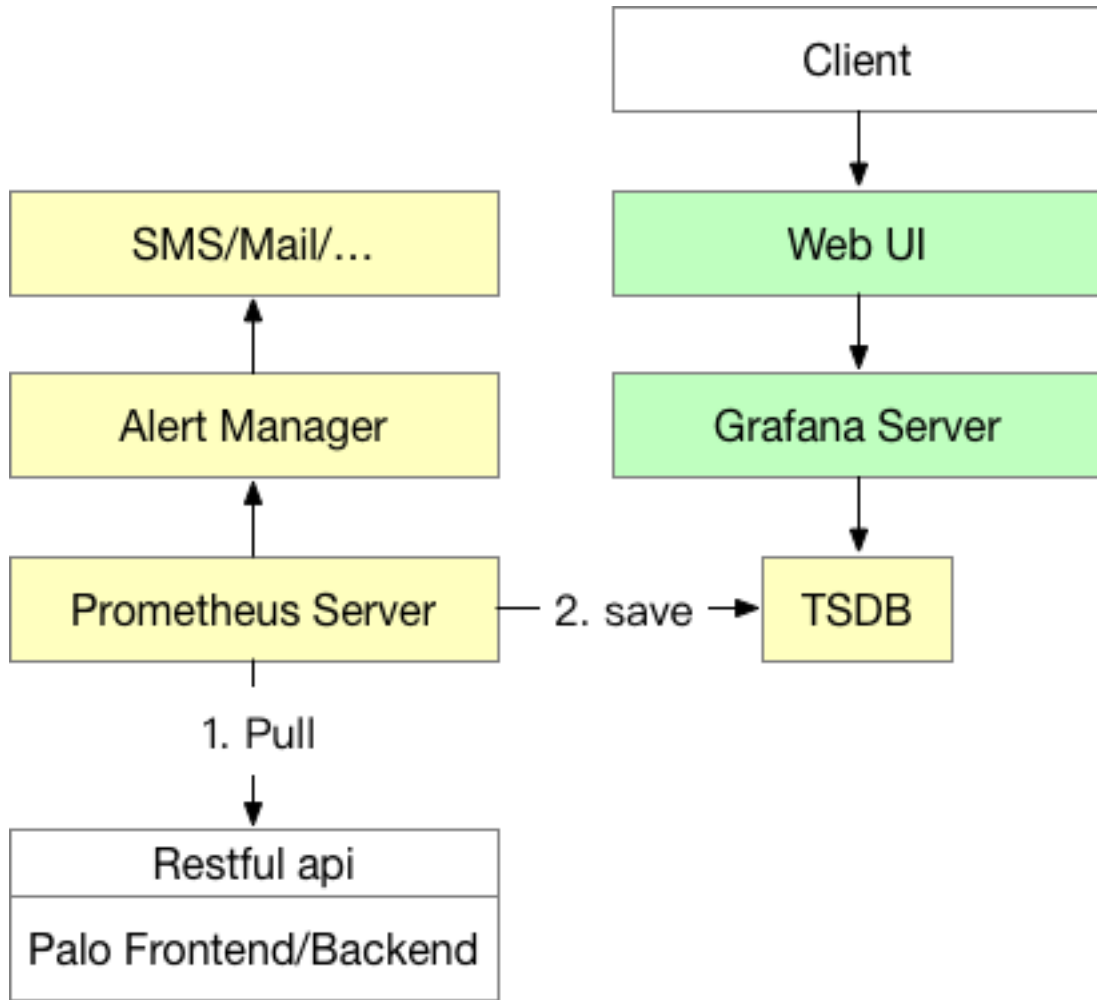 Client
SMS/Mail/...
Web UI
Alert Manager
Grafana Server
Prometheus Server
2. save
TSDB
1. Pull
Restful api
Palo Frontend/Backend